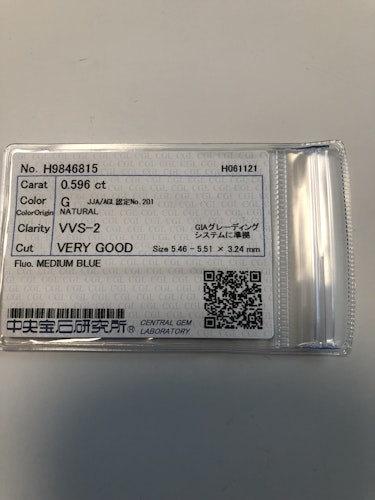 No. H9846815 H061121
Carat 0.596 ct
Color G JJA/AGL認定No.201
ColorOrigin NATURAL
Clarity VVS-2 GIAグレーディング
システムに準拠
Cut VERY GOOD Size 5.46 - 5.51 × 3.24 mm
Fluo. MEDIUM BLUE
中央宝石研究所® CENTRAL GEM
LABORATORY